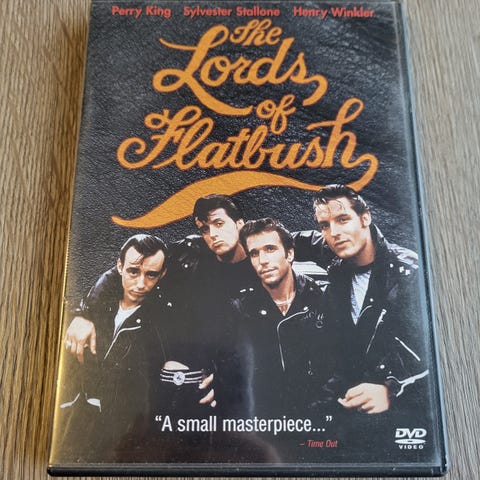 Perry King Sylvester Stallone Henry Winkler
The
Lords
of
Flatbush
"A small masterpiece..."
– Time Out
DVD
VIDEO